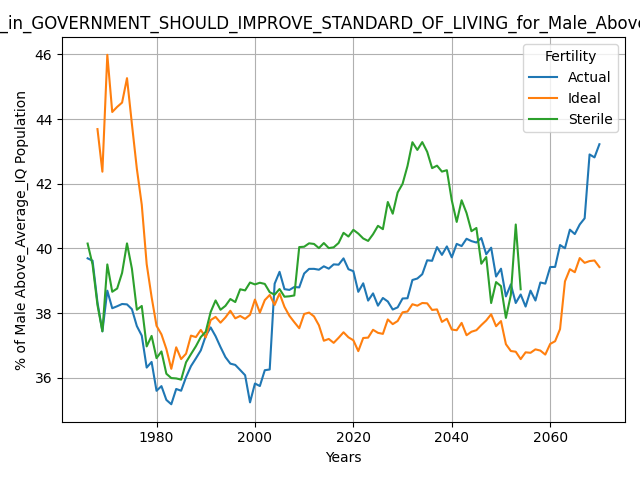 _in_GOVERNMENT_SHOULD_IMPROVE_STANDARD_OF_LIVING_for_Male_Above
Fertility
Actual
Ideal
Sterile
% of Male Above_Average_IQ Population
46
44
42
40
38
36
1980 2000 2020 2040 2060
Years